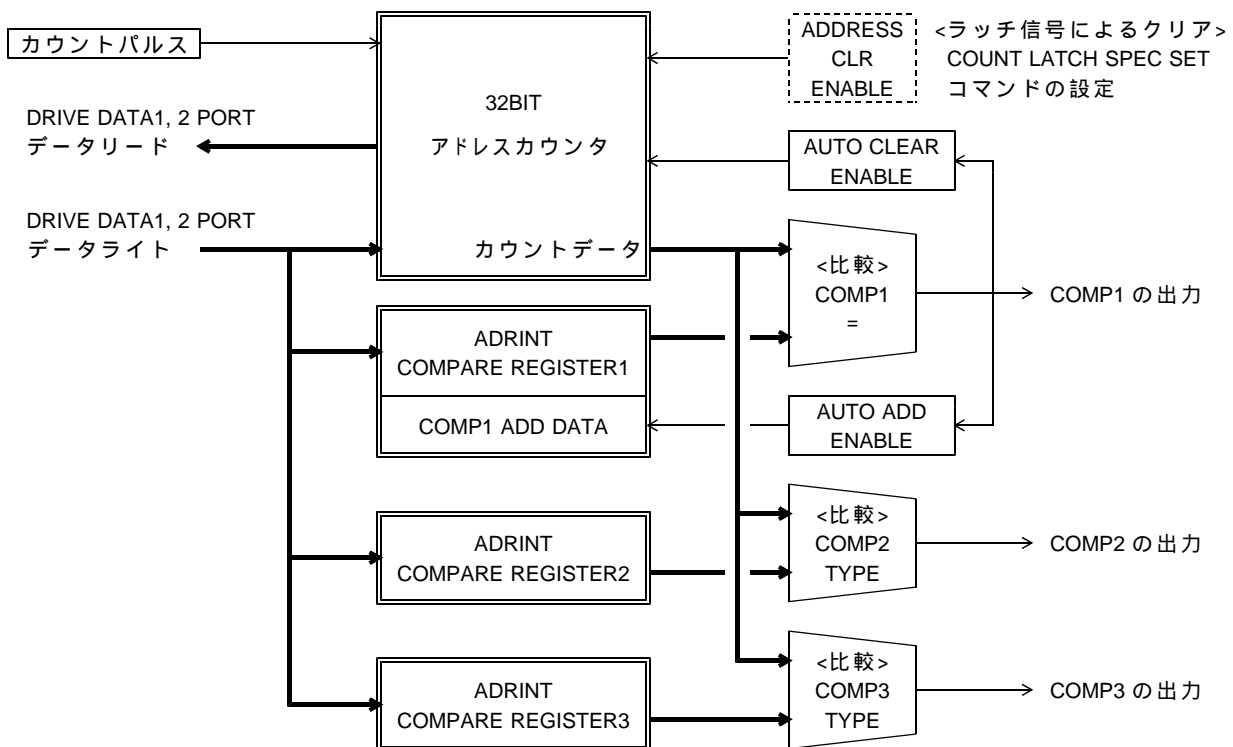 カウントパルス
DRIVE DATA1, 2 PORT
データリード
DRIVE DATA1, 2 PORT
データライト
32BIT
アドレスカウンタ
カウントデータ
ADDRESS
CLR
ENABLE
<ラッチ信号によるクリア>
COUNT LATCH SPEC SET
コマンドの設定
AUTO CLEAR
ENABLE
<比較>
COMP1
=
COMP1 の出力
ADRINT
COMPARE REGISTER1
COMP1 ADD DATA
AUTO ADD
ENABLE
ADRINT
COMPARE REGISTER2
<比較>
COMP2
TYPE
COMP2 の出力
ADRINT
COMPARE REGISTER3
<比較>
COMP3
TYPE
COMP3 の出力